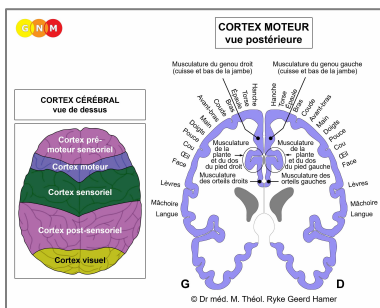 GNM
CORTEX MOTEUR
vue postérieure
CORTEX CÉRÉBRAL
vue de dessus
Cortex pré-
moteur sensoriel
Cortex moteur
Cortex sensoriel
Cortex post-sensoriel
Cortex visuel
Musculature du genou droit
(cuisse et bas de la jambe)
Musculature du genou gauche
(cuisse et bas de la jambe)
Hanche
Torse
Épaule
Bras
Coude
Avant-bras
Main
Doigts
Pouce
Cou
Œil
Face
Lèvres
Mâchoire
Langue
Hanche
Torse
Épaule
Bras
Coude
Avant-bras
Main
Doigts
Pouce
Cou
Œil
Face
Lèvres
Mâchoire
Langue
Musculature
de la
plante
et du dos
du pied droit
Musculature
de la
plante
et du dos
du pied gauche
Musculature
des orteils droits
Musculature des
orteils gauches
G
D
© Dr méd. M. Théol. Ryke Geerd Hamer